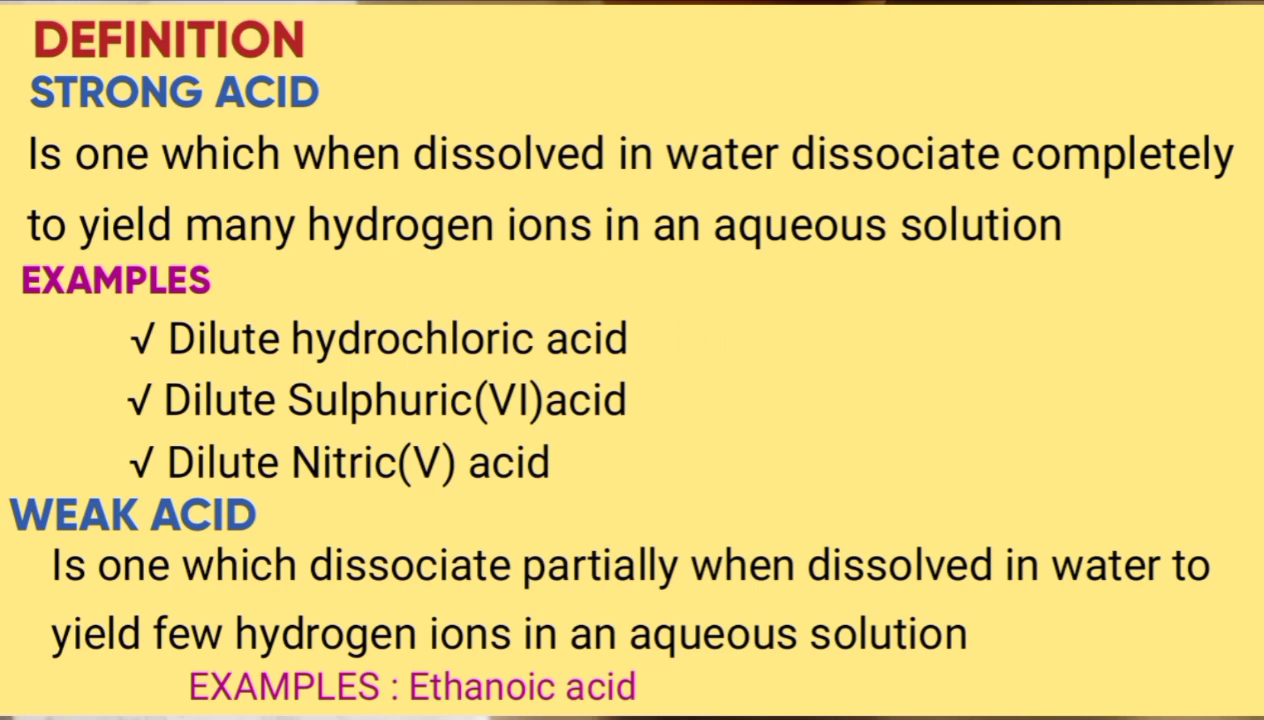 DEFINITION
STRONG ACID
Is one which when dissolved in water dissociate completely
to yield many hydrogen ions in an aqueous solution
EXAMPLES
√ Dilute hydrochloric acid
√ Dilute Sulphuric(VI)acid
√ Dilute Nitric(V) acid
WEAK ACID
Is one which dissociate partially when dissolved in water to
yield few hydrogen ions in an aqueous solution
EXAMPLES : Ethanoic acid